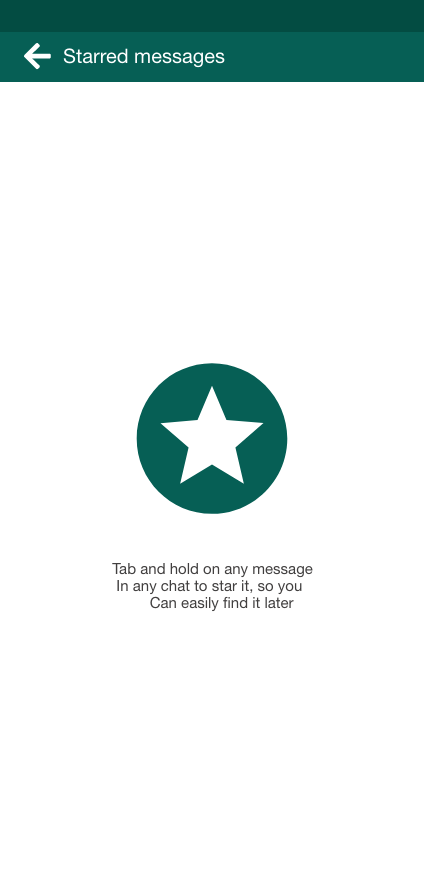 Starred messages
Tab and hold on any message
In any chat to star it, so you
Can easily find it later